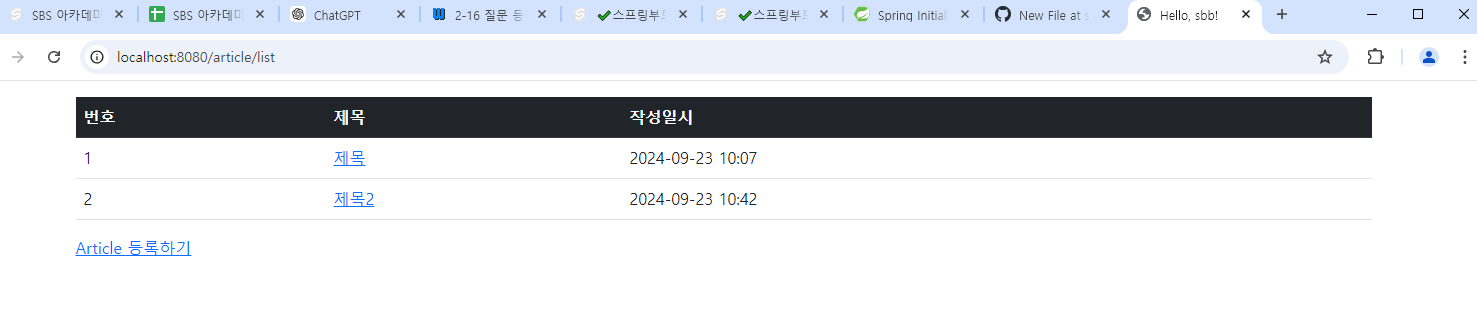 SBS 아카데미 SBS 아카데미 ChatGPT 2-16 질문 등 ✔스프링부트 ✔스프링부트 Spring Initial New File at s Hello, sbb!
localhost:8080/article/list
번호 제목 작성일시
1 제목 2024-09-23 10:07
2 제목2 2024-09-23 10:42
Article 등록하기